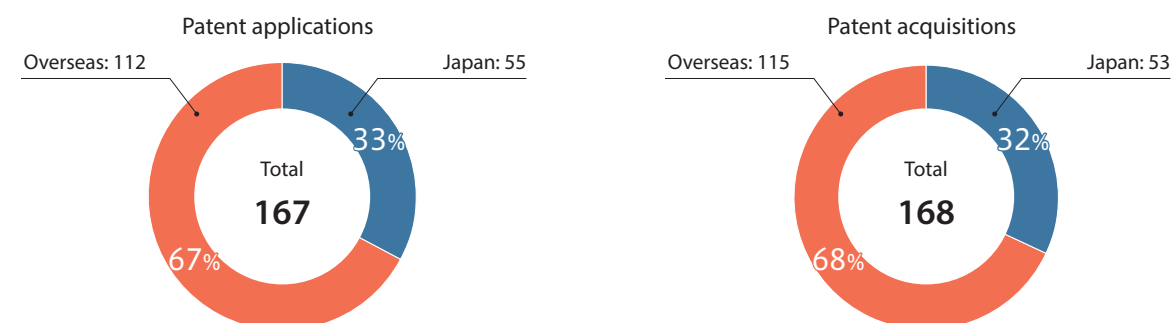 Patent applications
Overseas: 112
Japan: 55
33%
Total
167
67%
Patent acquisitions
Overseas: 115
Japan: 53
32%
Total
168
68%